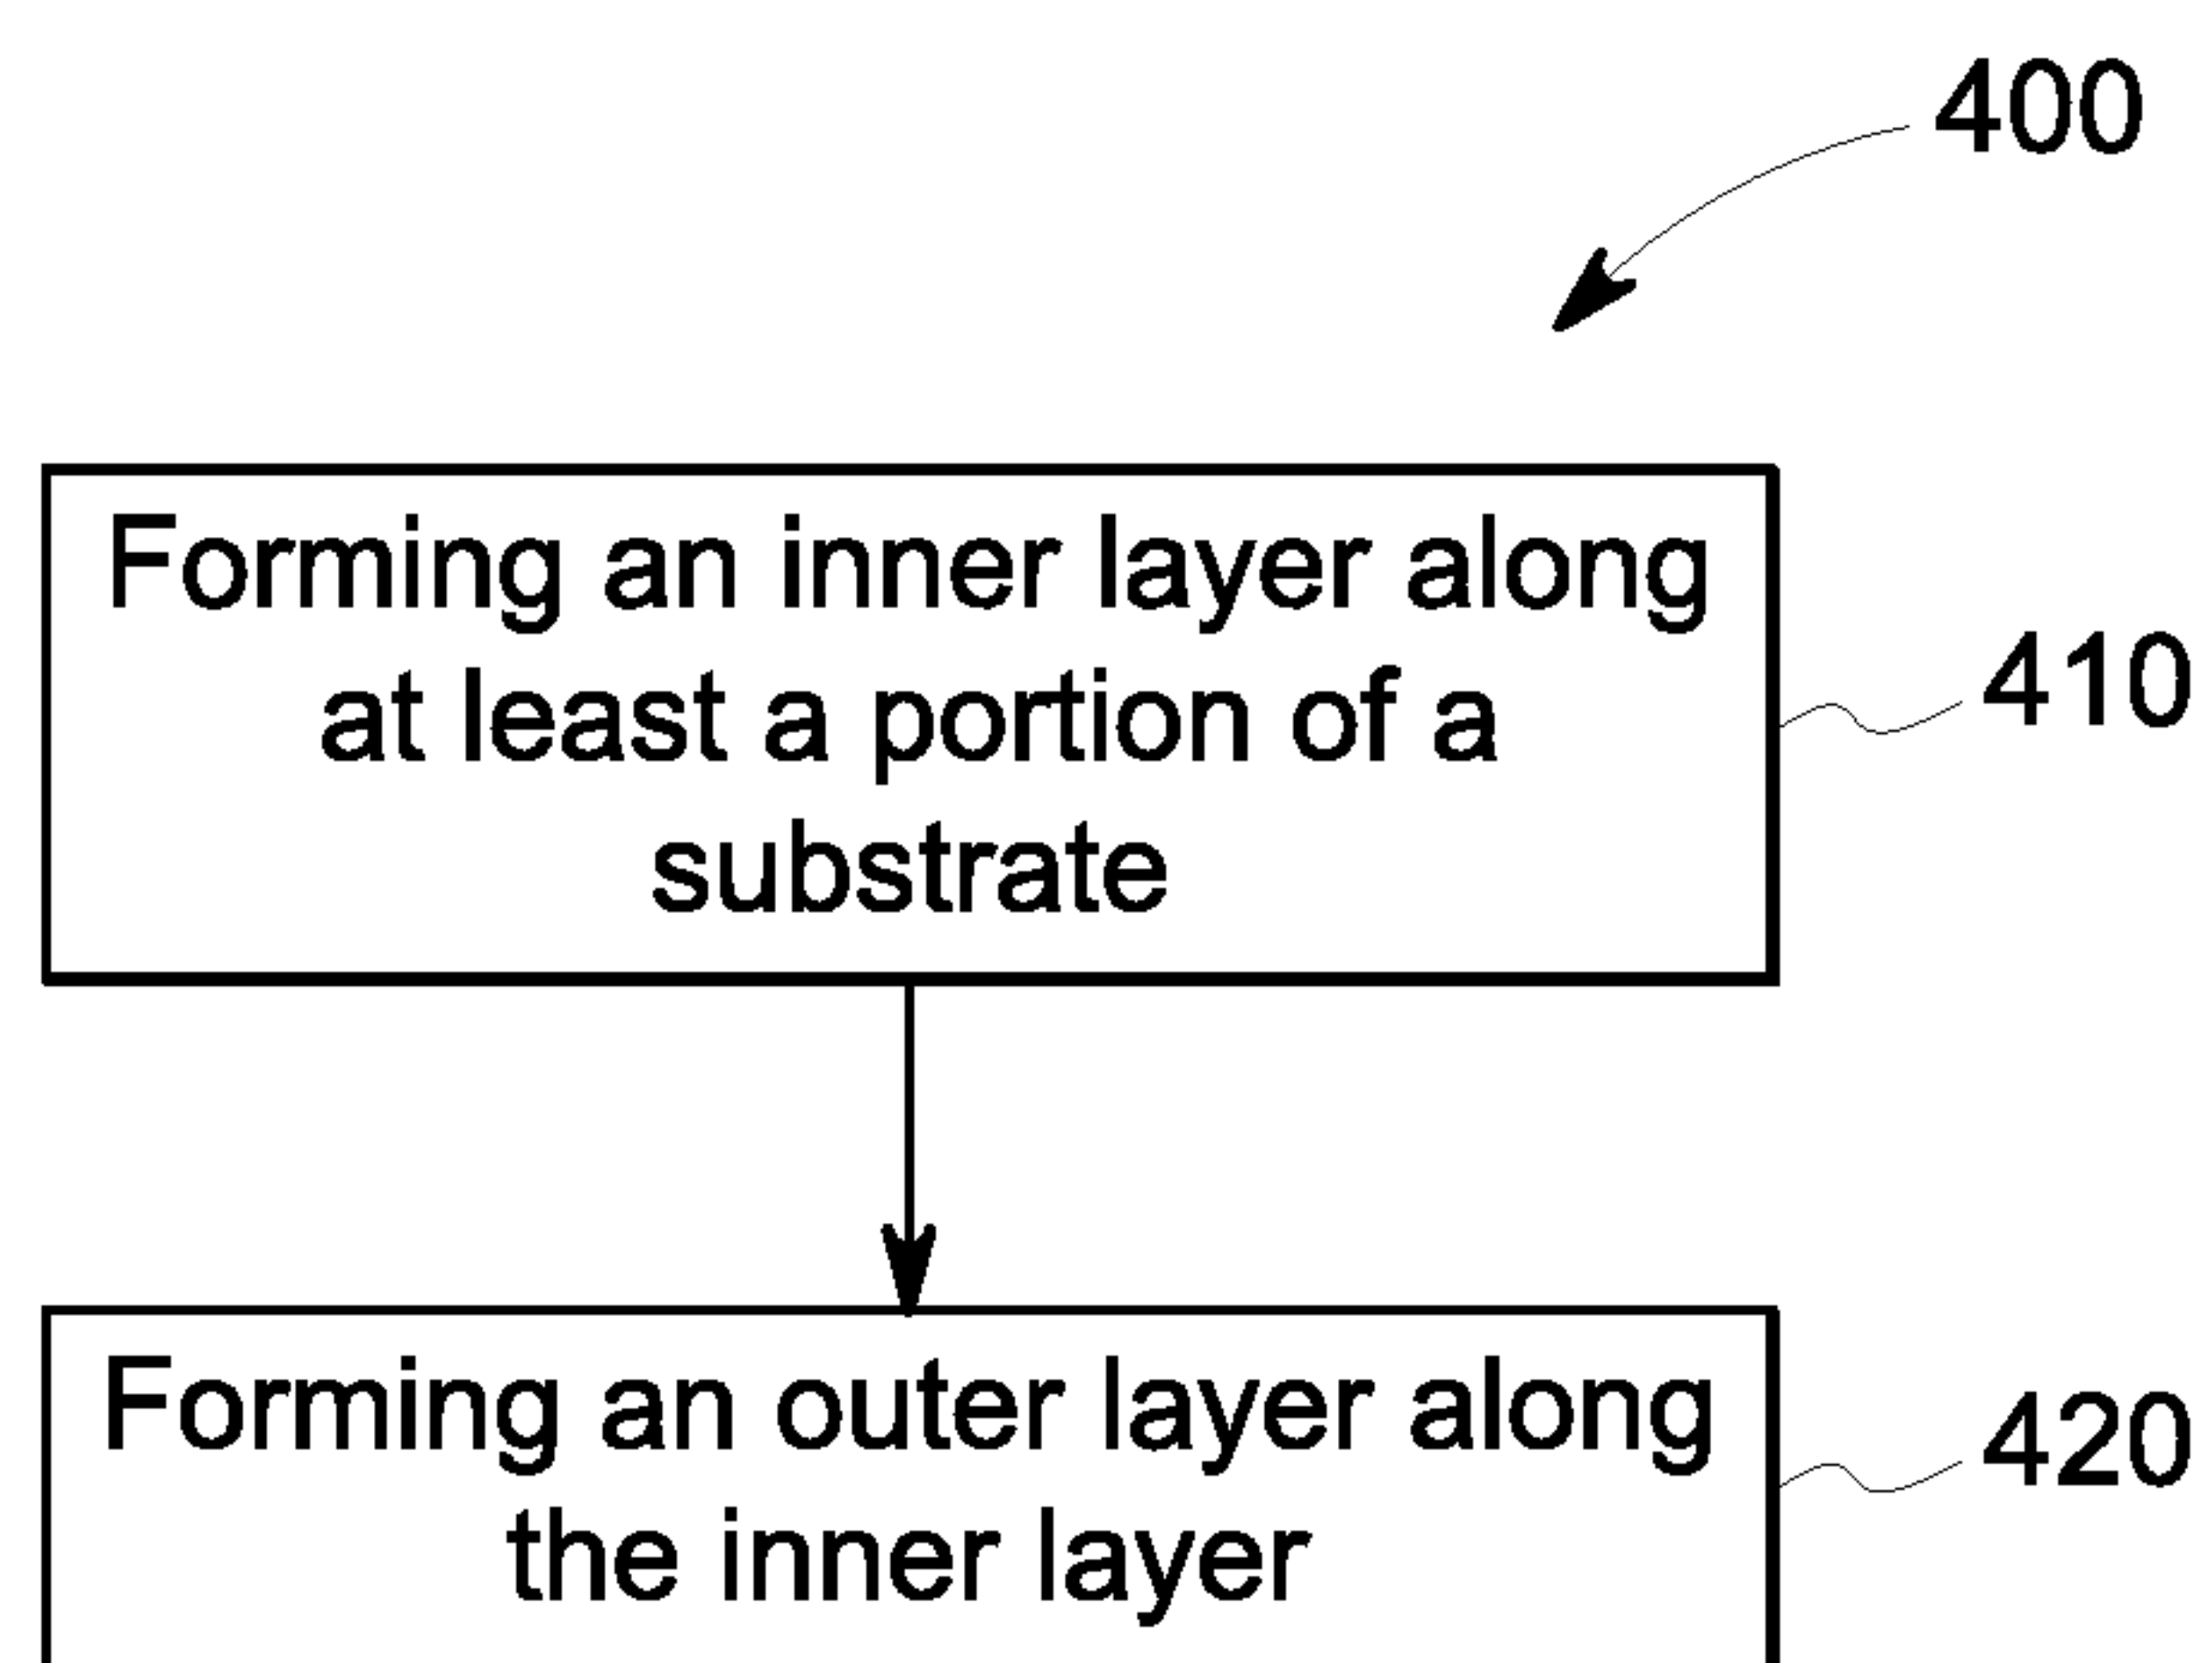 400
Forming an inner layer along
at least a portion of a
substrate
410
Forming an outer layer along
the inner layer
420